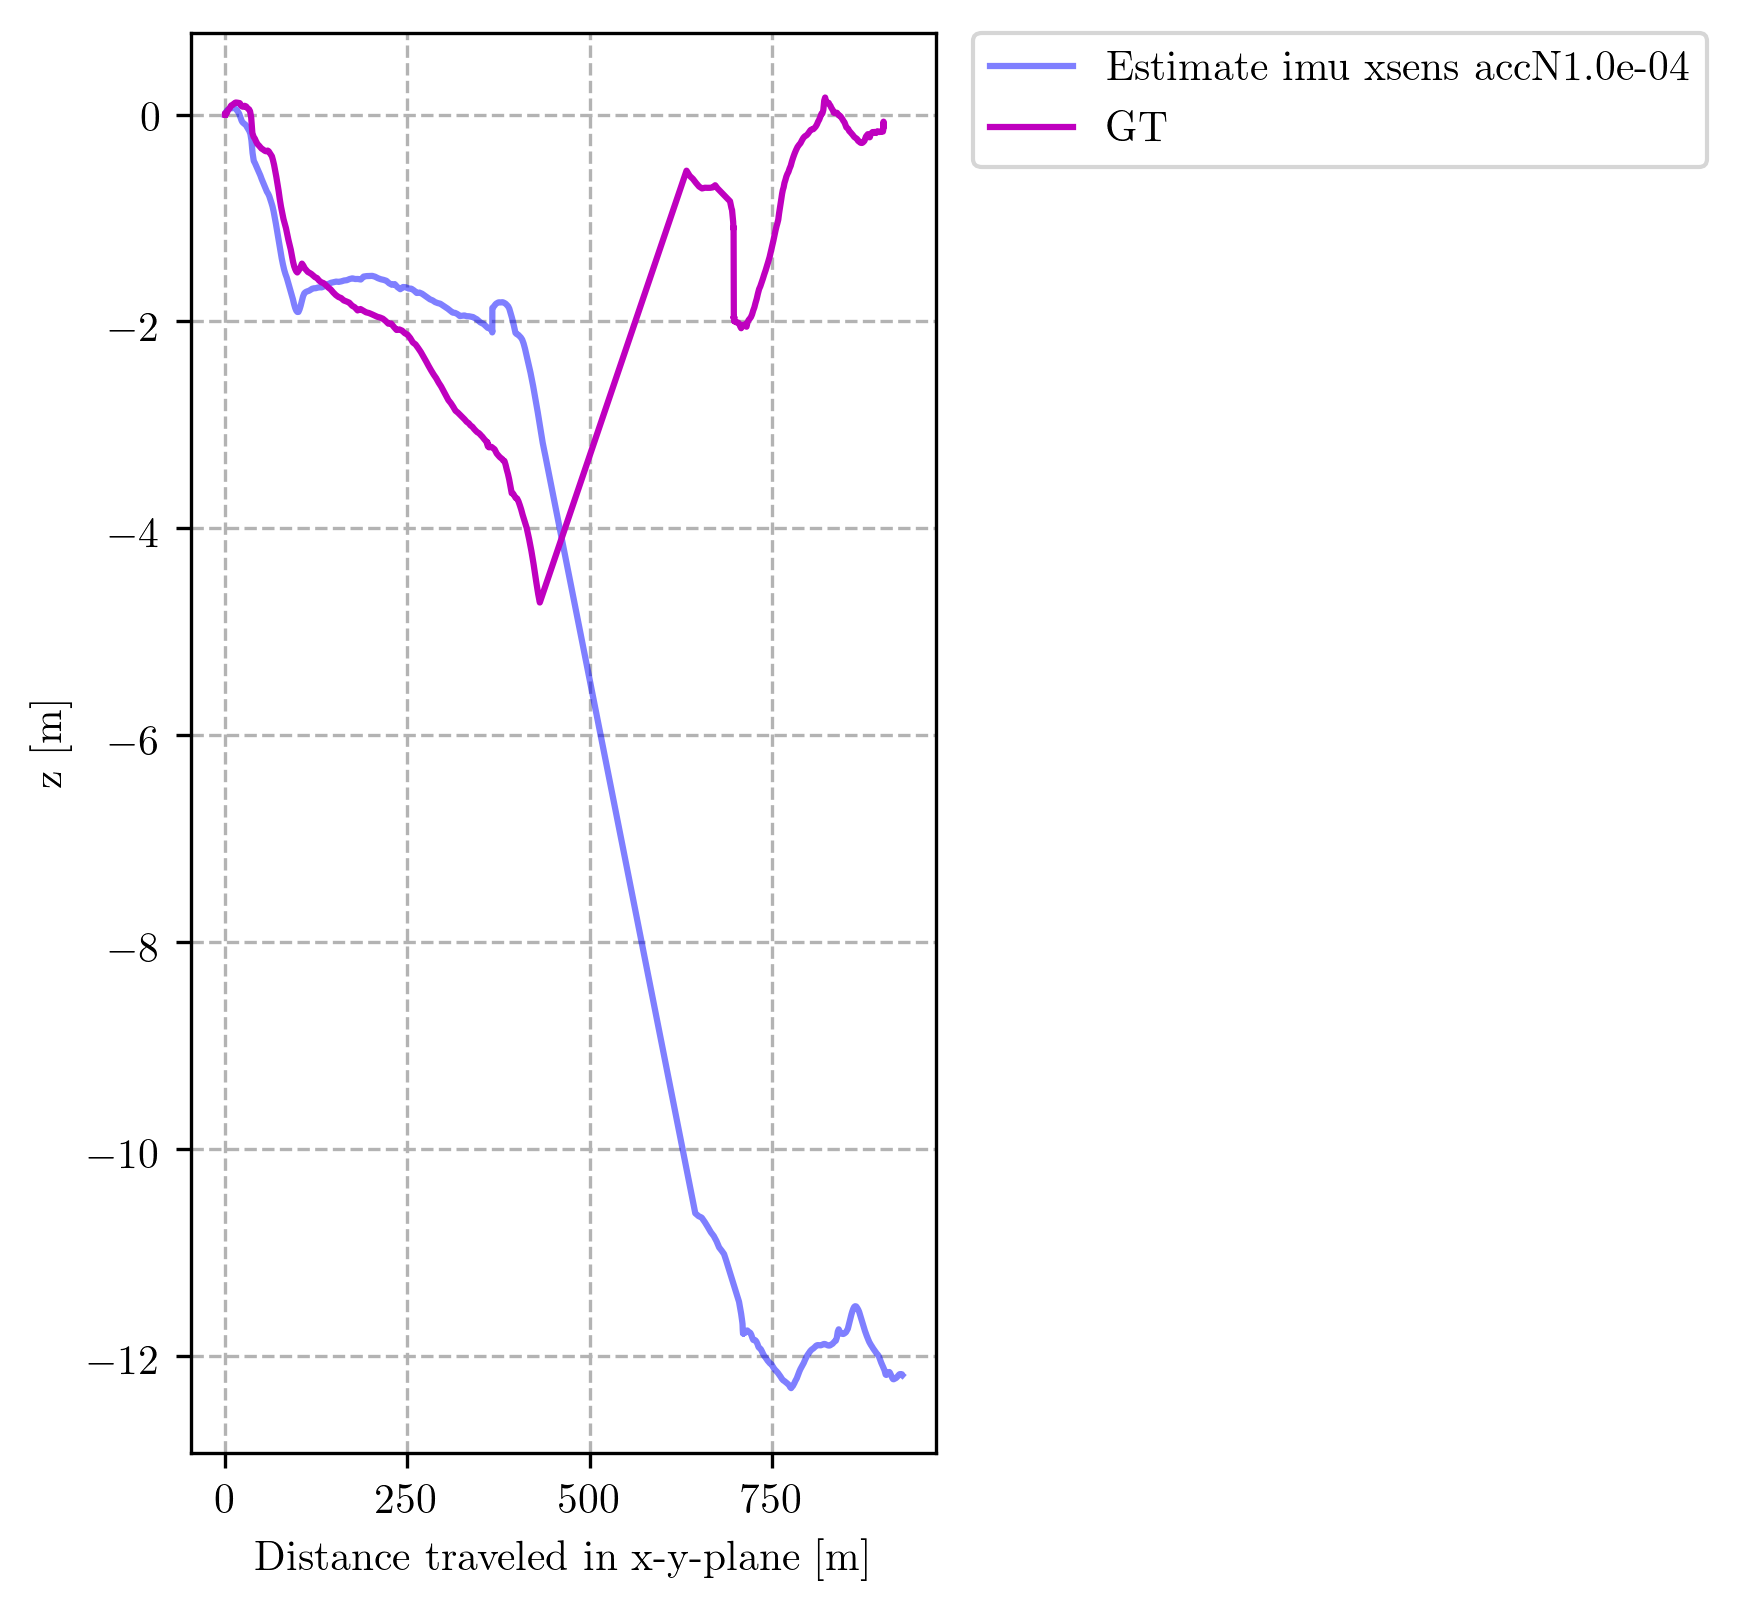 Estimate imu xsens accN1.0e-04
GT
0
−2
−4
−6
−8
−10
−12
z [m]
0 250 500 750
Distance traveled in x-y-plane [m]